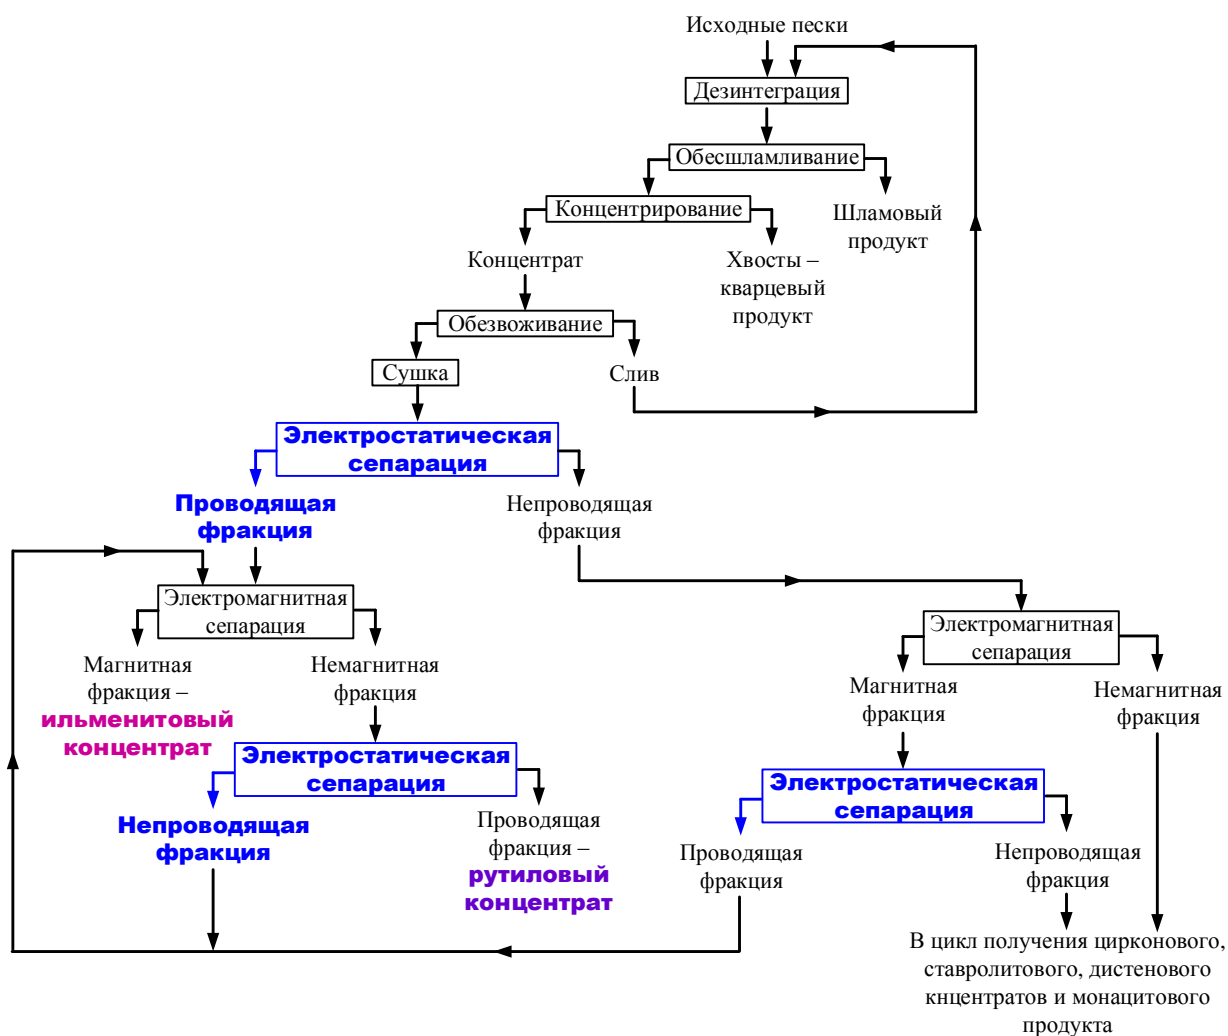 Исходные пески
Дезинтеграция
Обесшламливание
Концентрирование
Шламовый
продукт
Концентрат
Хвосты –
кварцевый
продукт
Обезвоживание
Сушка
Слив
Электростатическая
сепарация
Проводящая
фракция
Непроводящая
фракция
Электромагнитная
сепарация
Магнитная
фракция –
ильменитовый
концентрат
Немагнитная
фракция
Электростатическая
сепарация
Непроводящая
фракция
Проводящая
фракция –
рутиловый
концентрат
Электромагнитная
сепарация
Магнитная
фракция
Немагнитная
фракция
Электростатическая
сепарация
Проводящая
фракция
Непроводящая
фракция
В цикл получения цирконового,
ставролитового, дистенового
кнцентратов и монацитового
продукта